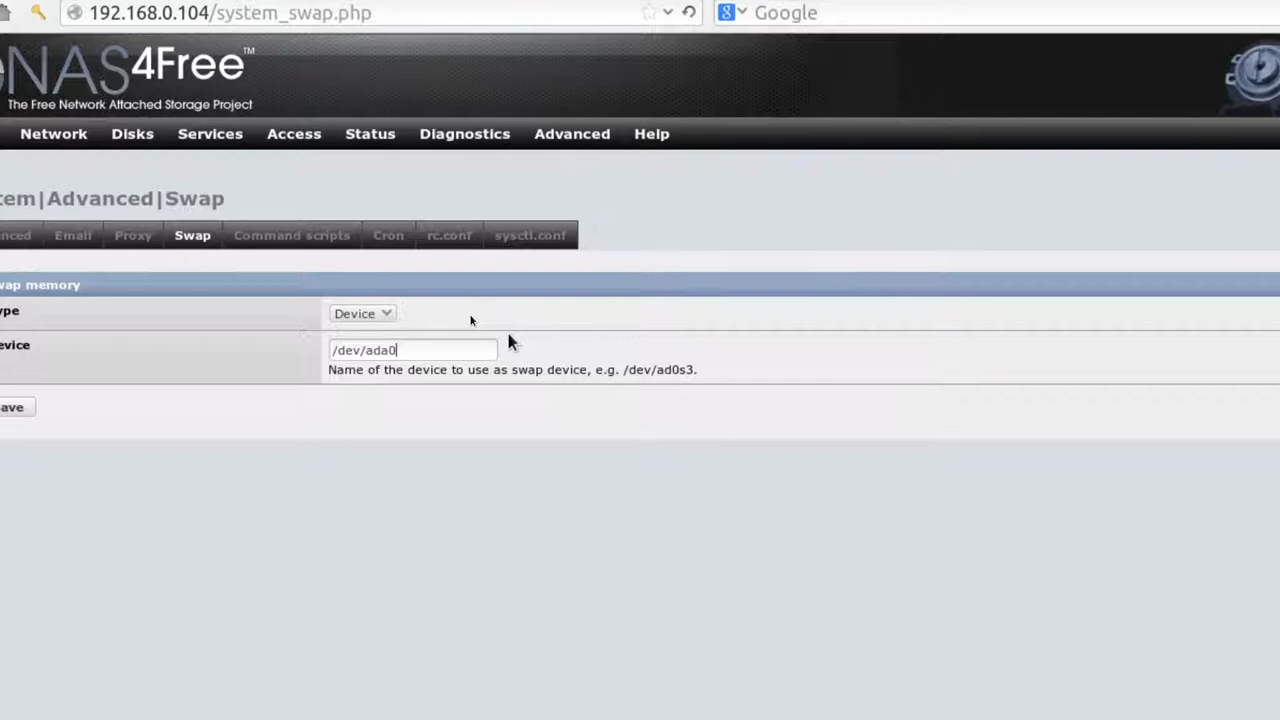 192.168.0.104/system_swap.php
8 Google
NAS4Free™
The Free Network Attached Storage Project
Network Disks Services Access Status Diagnostics Advanced Help
tem|Advanced|Swap
nced Email Proxy Swap Command scripts Cron rc.conf sysctl.conf
wap memory
ype
Device
evice
/dev/ada0
Name of the device to use as swap device, e.g. /dev/ad0s3.
ave